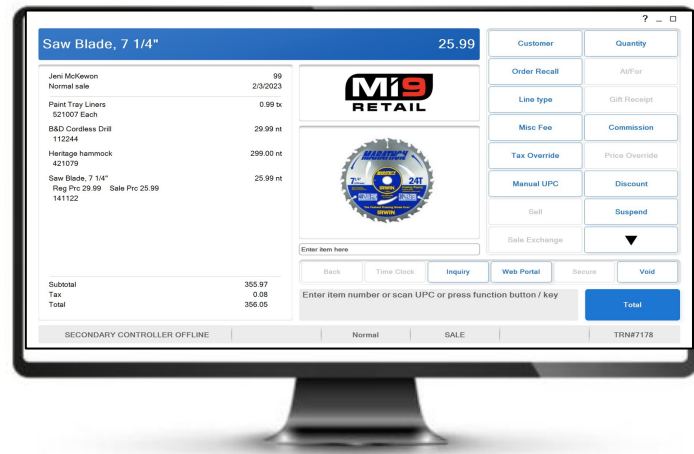 ? _ □
Saw Blade, 7 1/4" 25.99
Jeni McKewon 99
Normal sale 2/3/2023
Paint Tray Liners 0.99 tx
521007 Each
B&D Cordless Drill 29.99 nt
112244
Heritage hammock 299.00 nt
421079
Saw Blade, 7 1/4" 25.99 nt
Reg Prc 29.99 Sale Prc 25.99
141122
Subtotal 355.97
Tax 0.08
Total 356.05
Mi9
RETAIL
MARATHON
7 1/4"
24T
IRWIN
IRWIN
Enter item here
Customer Quantity
Order Recall At/For
Line type Gift Receipt
Misc Fee Commission
Tax Override Price Override
Manual UPC Discount
Sell Suspend
Sale Exchange ▼
Back Time Clock Inquiry Web Portal Secure Void
Enter item number or scan UPC or press function button / key
Total
SECONDARY CONTROLLER OFFLINE Normal SALE TRN#7178